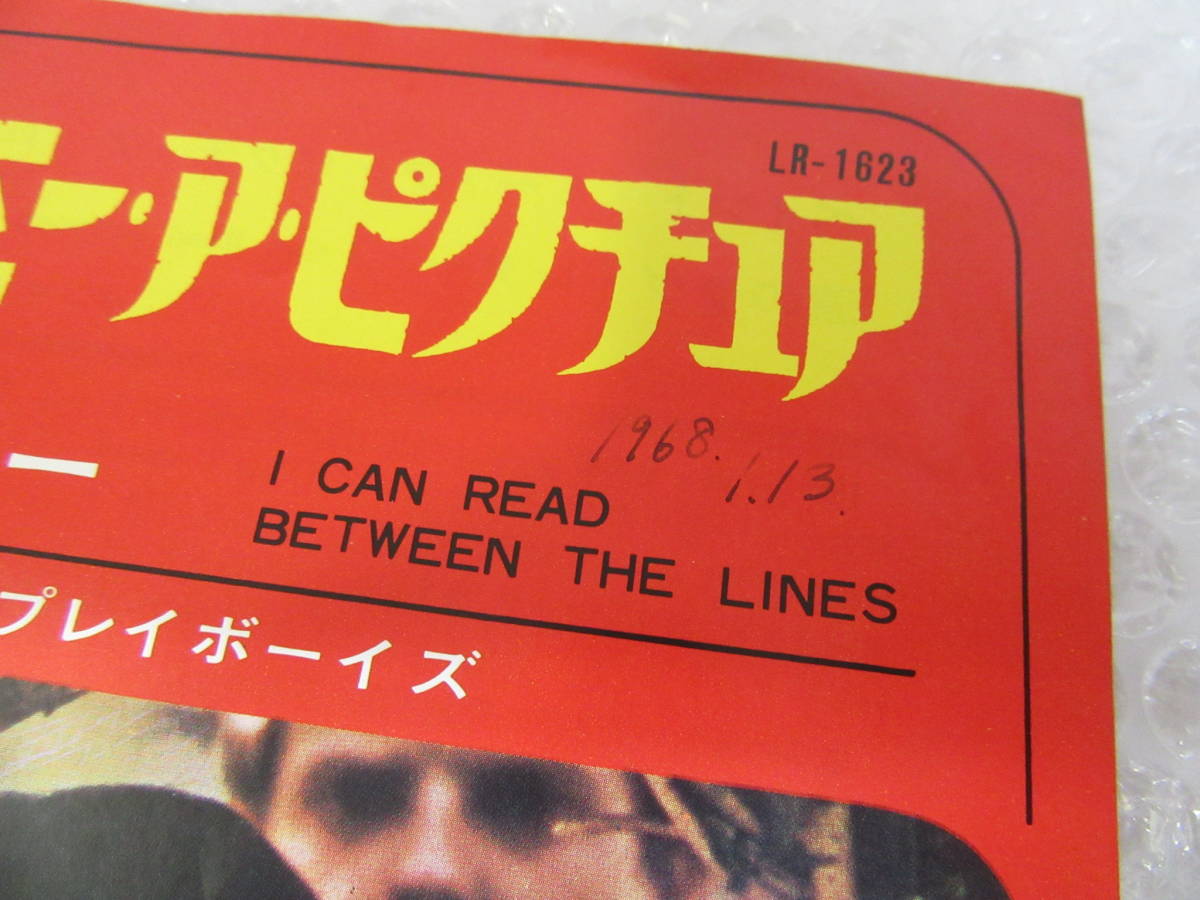 LR-1623
ー・ア・ピクチュア
1968.1.13.
ー
I CAN READ
BETWEEN THE LINES
プレイボーイズ